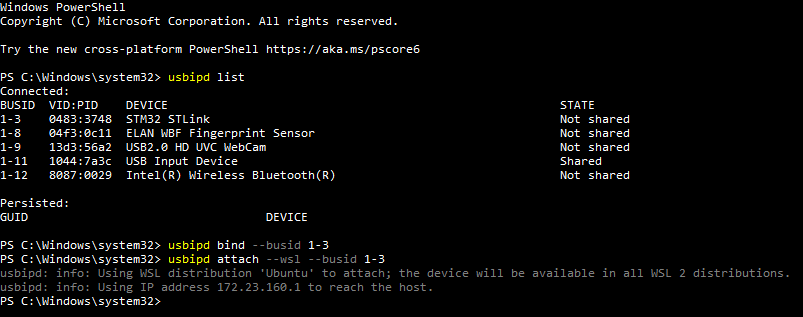 Windows PowerShell
Copyright (C) Microsoft Corporation. All rights reserved.
Try the new cross-platform PowerShell https://aka.ms/pscore6
PS C:\Windows\system32> usbipd list
Connected:
BUSID  VID:PID    DEVICE                                                        STATE
1-3    0483:3748  STM32 STLink                                                  Not shared
1-8    04f3:0c11  ELAN WBF Fingerprint Sensor                                   Not shared
1-9    13d3:56a2  USB2.0 HD UVC WebCam                                          Not shared
1-11   1044:7a3c  USB Input Device                                              Shared
1-12   8087:0029  Intel(R) Wireless Bluetooth(R)                                Not shared
Persisted:
GUID                                  DEVICE
PS C:\Windows\system32> usbipd bind --busid 1-3
PS C:\Windows\system32> usbipd attach --wsl --busid 1-3
usbipd: info: Using WSL distribution 'Ubuntu' to attach; the device will be available in all WSL 2 distributions.
usbipd: info: Using IP address 172.23.160.1 to reach the host.
PS C:\Windows\system32>